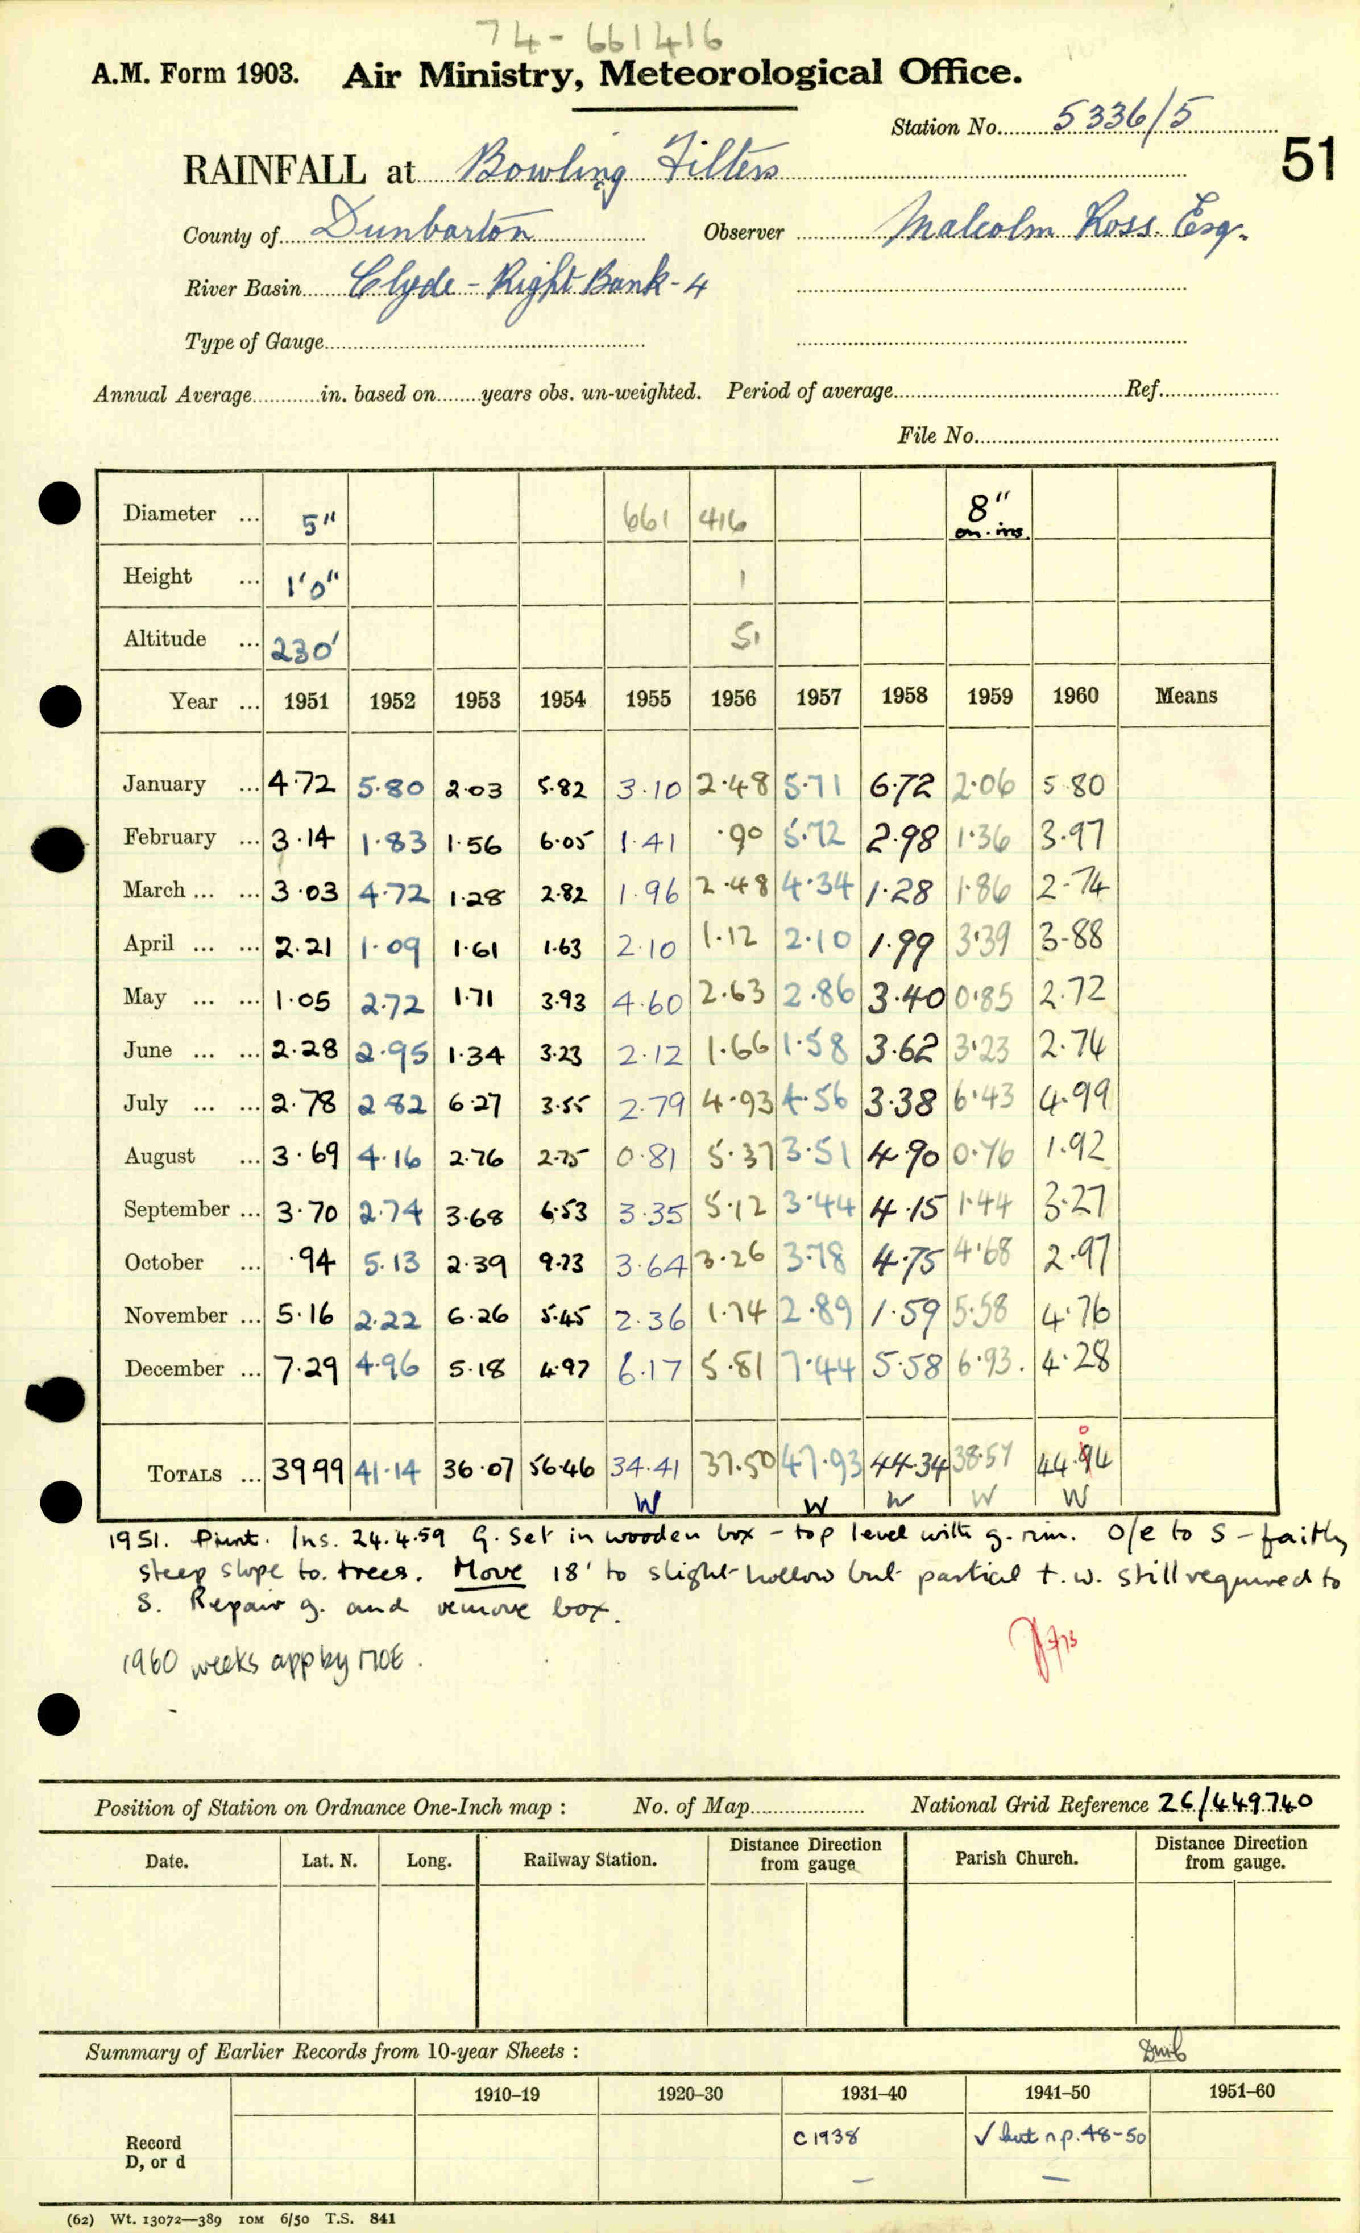 74-661416
A.M. Form 1903. Air Ministry, Meteorological Office.
Station No. 5336/5
51
RAINFALL at Bowling Filters
County of Dunbarton Observer Malcolm Ross Esq.
River Basin Clyde - Right Bank - 4
Type of Gauge
Annual Average in. based on years obs. un-weighted. Period of average Ref.
File No.
Diameter ... 5" 661 416 8" on. ins.
Height ... 1'0" 1
Altitude ... 230' 51
Year ... 1951 1952 1953 1954 1955 1956 1957 1958 1959 1960 Means
January ... 4.72 5.80 2.03 5.82 3.10 2.48 5.71 6.72 2.06 5.80
February ... 3.14 1.83 1.56 6.05 1.41 .90 5.72 2.98 1.36 3.97
March ... ... 3.03 4.72 1.28 2.82 1.96 2.48 4.34 1.28 1.86 2.74
April ... ... 2.21 1.09 1.61 1.63 2.10 1.12 2.10 1.99 3.39 3.88
May ... ... 1.05 2.72 1.71 3.93 4.60 2.63 2.86 3.40 0.85 2.72
June ... ... 2.28 2.95 1.34 3.23 2.12 1.66 1.58 3.62 3.23 2.74
July ... ... 2.78 2.82 6.27 3.55 2.79 4.93 4.56 3.38 6.43 4.99
August ... 3.69 4.16 2.76 2.75 0.81 5.37 3.51 4.90 0.76 1.92
September ... 3.70 2.74 3.68 6.53 3.35 5.12 3.44 4.15 1.44 3.27
October ... .94 5.13 2.39 9.73 3.64 3.26 3.78 4.75 4.68 2.97
November ... 5.16 2.22 6.26 5.45 2.36 1.74 2.89 1.59 5.58 4.76
December ... 7.29 4.96 5.18 4.97 6.17 5.81 7.44 5.58 6.93. 4.28
0
TOTALS ... 39.99 41.14 36.07 56.46 34.41 37.50 47.93 44.34 38.57 44.94
W W W W W
1951. Ins. 24.4.59 G. Set in wooden box - top level with g. rim. O/e to S - fairly
steep slope to trees. Move 18' to slight hollow but partial t.w. still required to
S. Repair g. and remove box.
1960 weeks app by MOE.
Position of Station on Ordnance One-Inch map : No. of Map National Grid Reference 26/449740
Date. Lat. N. Long. Railway Station. Distance Direction from gauge Parish Church. Distance Direction from gauge.
Summary of Earlier Records from 10-year Sheets :
1910–19 1920–30 1931–40 1941–50 1951–60
Record D, or d C1938 ✓ but n.p. 48-50
– –
(62) Wt. 13072—389 10M 6/50 T.S. 841